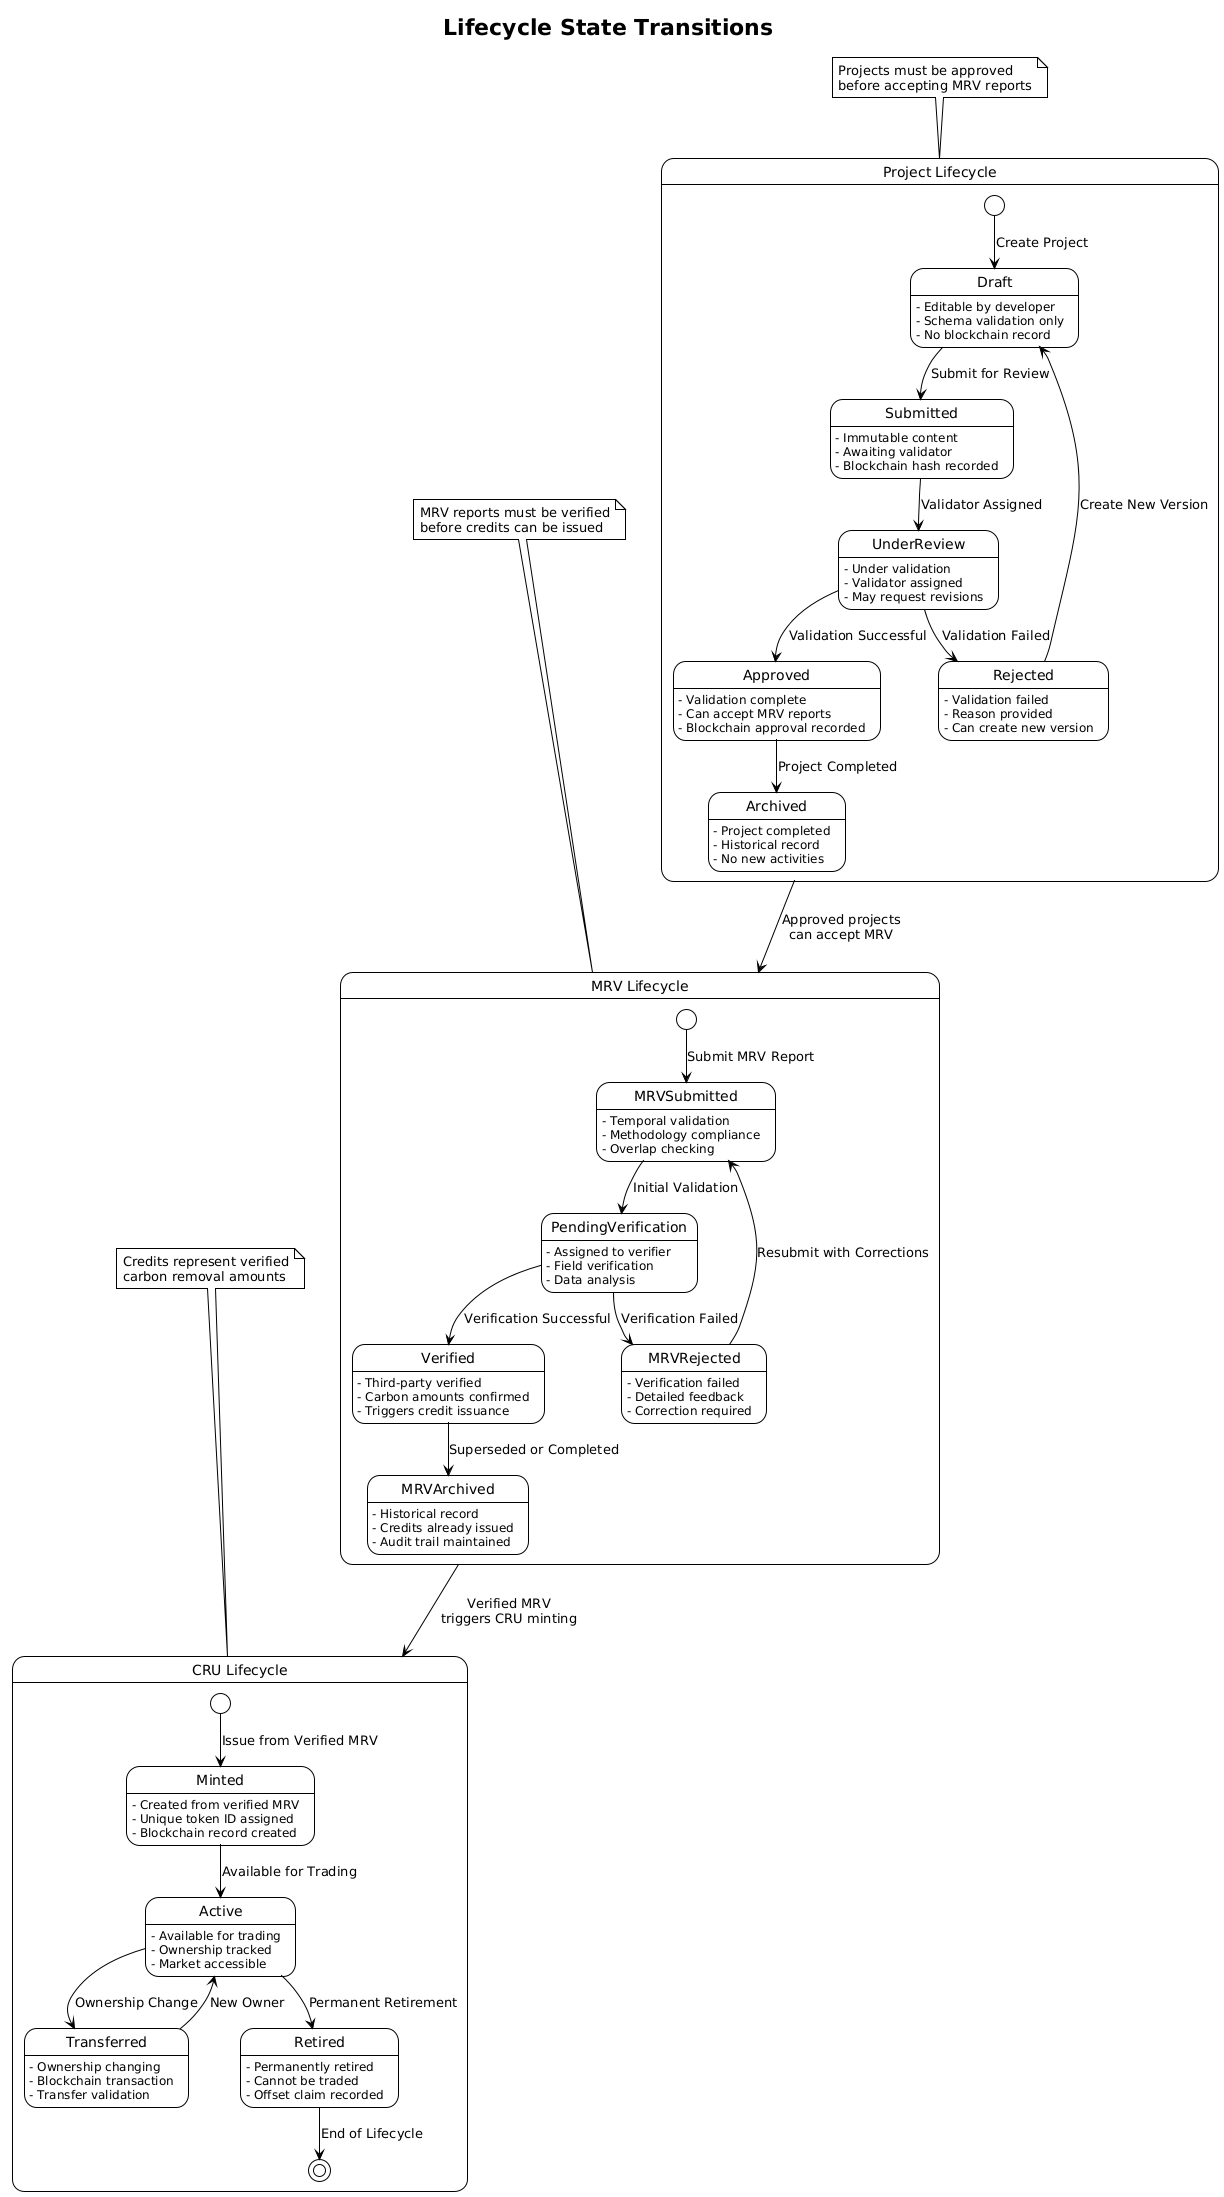 Lifecycle State Transitions
Projects must be approved
before accepting MRV reports
Project Lifecycle
Create Project
Draft
- Editable by developer
- Schema validation only
- No blockchain record
Submit for Review
Submitted
- Immutable content
- Awaiting validator
- Blockchain hash recorded
MRV reports must be verified
before credits can be issued
Validator Assigned
Create New Version
UnderReview
- Under validation
- Validator assigned
- May request revisions
Validation Successful
Validation Failed
Approved
- Validation complete
- Can accept MRV reports
- Blockchain approval recorded
Rejected
- Validation failed
- Reason provided
- Can create new version
Project Completed
Archived
- Project completed
- Historical record
- No new activities
Approved projects
can accept MRV
MRV Lifecycle
Submit MRV Report
MRVSubmitted
- Temporal validation
- Methodology compliance
- Overlap checking
Initial Validation
PendingVerification
- Assigned to verifier
- Field verification
- Data analysis
Resubmit with Corrections
Credits represent verified
carbon removal amounts
Verification Successful
Verification Failed
Verified
- Third-party verified
- Carbon amounts confirmed
- Triggers credit issuance
MRVRejected
- Verification failed
- Detailed feedback
- Correction required
Superseded or Completed
MRVArchived
- Historical record
- Credits already issued
- Audit trail maintained
Verified MRV
triggers CRU minting
CRU Lifecycle
Issue from Verified MRV
Minted
- Created from verified MRV
- Unique token ID assigned
- Blockchain record created
Available for Trading
Active
- Available for trading
- Ownership tracked
- Market accessible
Ownership Change
New Owner
Permanent Retirement
Transferred
- Ownership changing
- Blockchain transaction
- Transfer validation
Retired
- Permanently retired
- Cannot be traded
- Offset claim recorded
End of Lifecycle